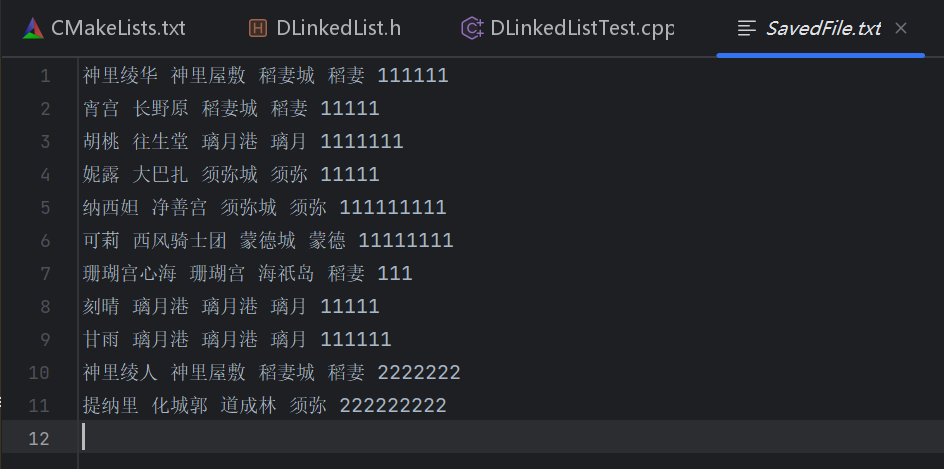 CMakeLists.txt DLinkedList.h DLinkedListTest.cpp SavedFile.txt
1 神里绫华 神里屋敷 稻妻城 稻妻 111111
2 宵宫 长野原 稻妻城 稻妻 11111
3 胡桃 往生堂 璃月港 璃月 1111111
4 妮露 大巴扎 须弥城 须弥 11111
5 纳西妲 净善宫 须弥城 须弥 111111111
6 可莉 西风骑士团 蒙德城 蒙德 11111111
7 珊瑚宫心海 珊瑚宫 海祇岛 稻妻 111
8 刻晴 璃月港 璃月港 璃月 11111
9 甘雨 璃月港 璃月港 璃月 111111
10 神里绫人 神里屋敷 稻妻城 稻妻 2222222
11 提纳里 化城郭 道成林 须弥 222222222
12